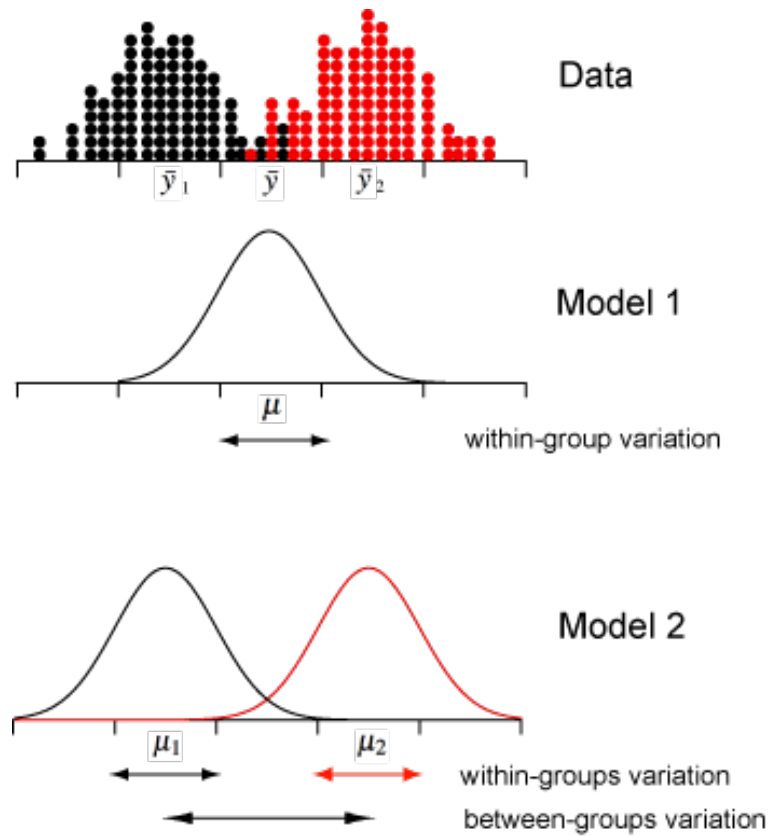 Data
ȳ₁ ȳ ȳ₂
Model 1
μ
within-group variation
Model 2
μ₁ μ₂
within-groups variation
between-groups variation